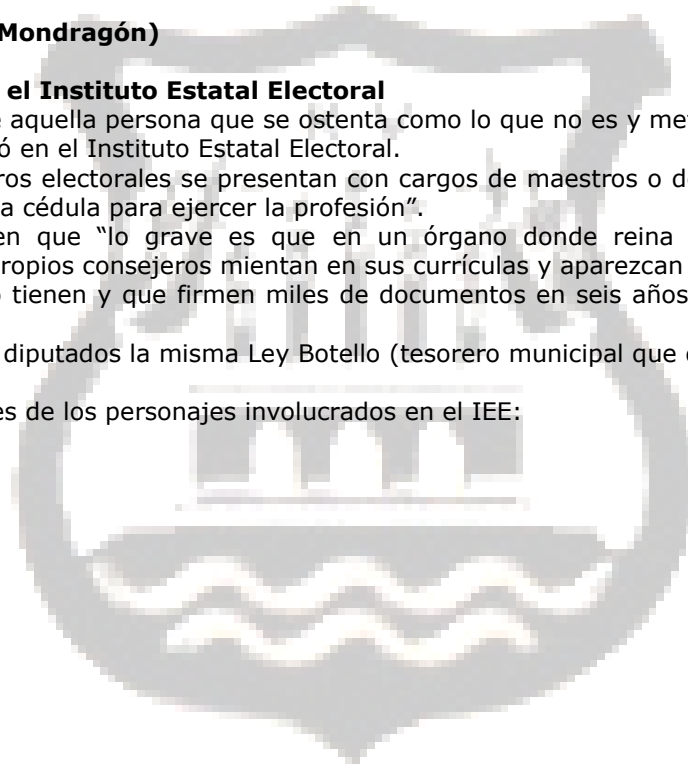 Mondragón)
el Instituto Estatal Electoral
aquella persona que se ostenta como lo que no es y me
ó en el Instituto Estatal Electoral.
ros electorales se presentan con cargos de maestros o d
a cédula para ejercer la profesión”.
en que “lo grave es que en un órgano donde reina
ropios consejeros mientan en sus currículas y aparezcan
tienen y que firmen miles de documentos en seis años
diputados la misma Ley Botello (tesorero municipal que
es de los personajes involucrados en el IEE: